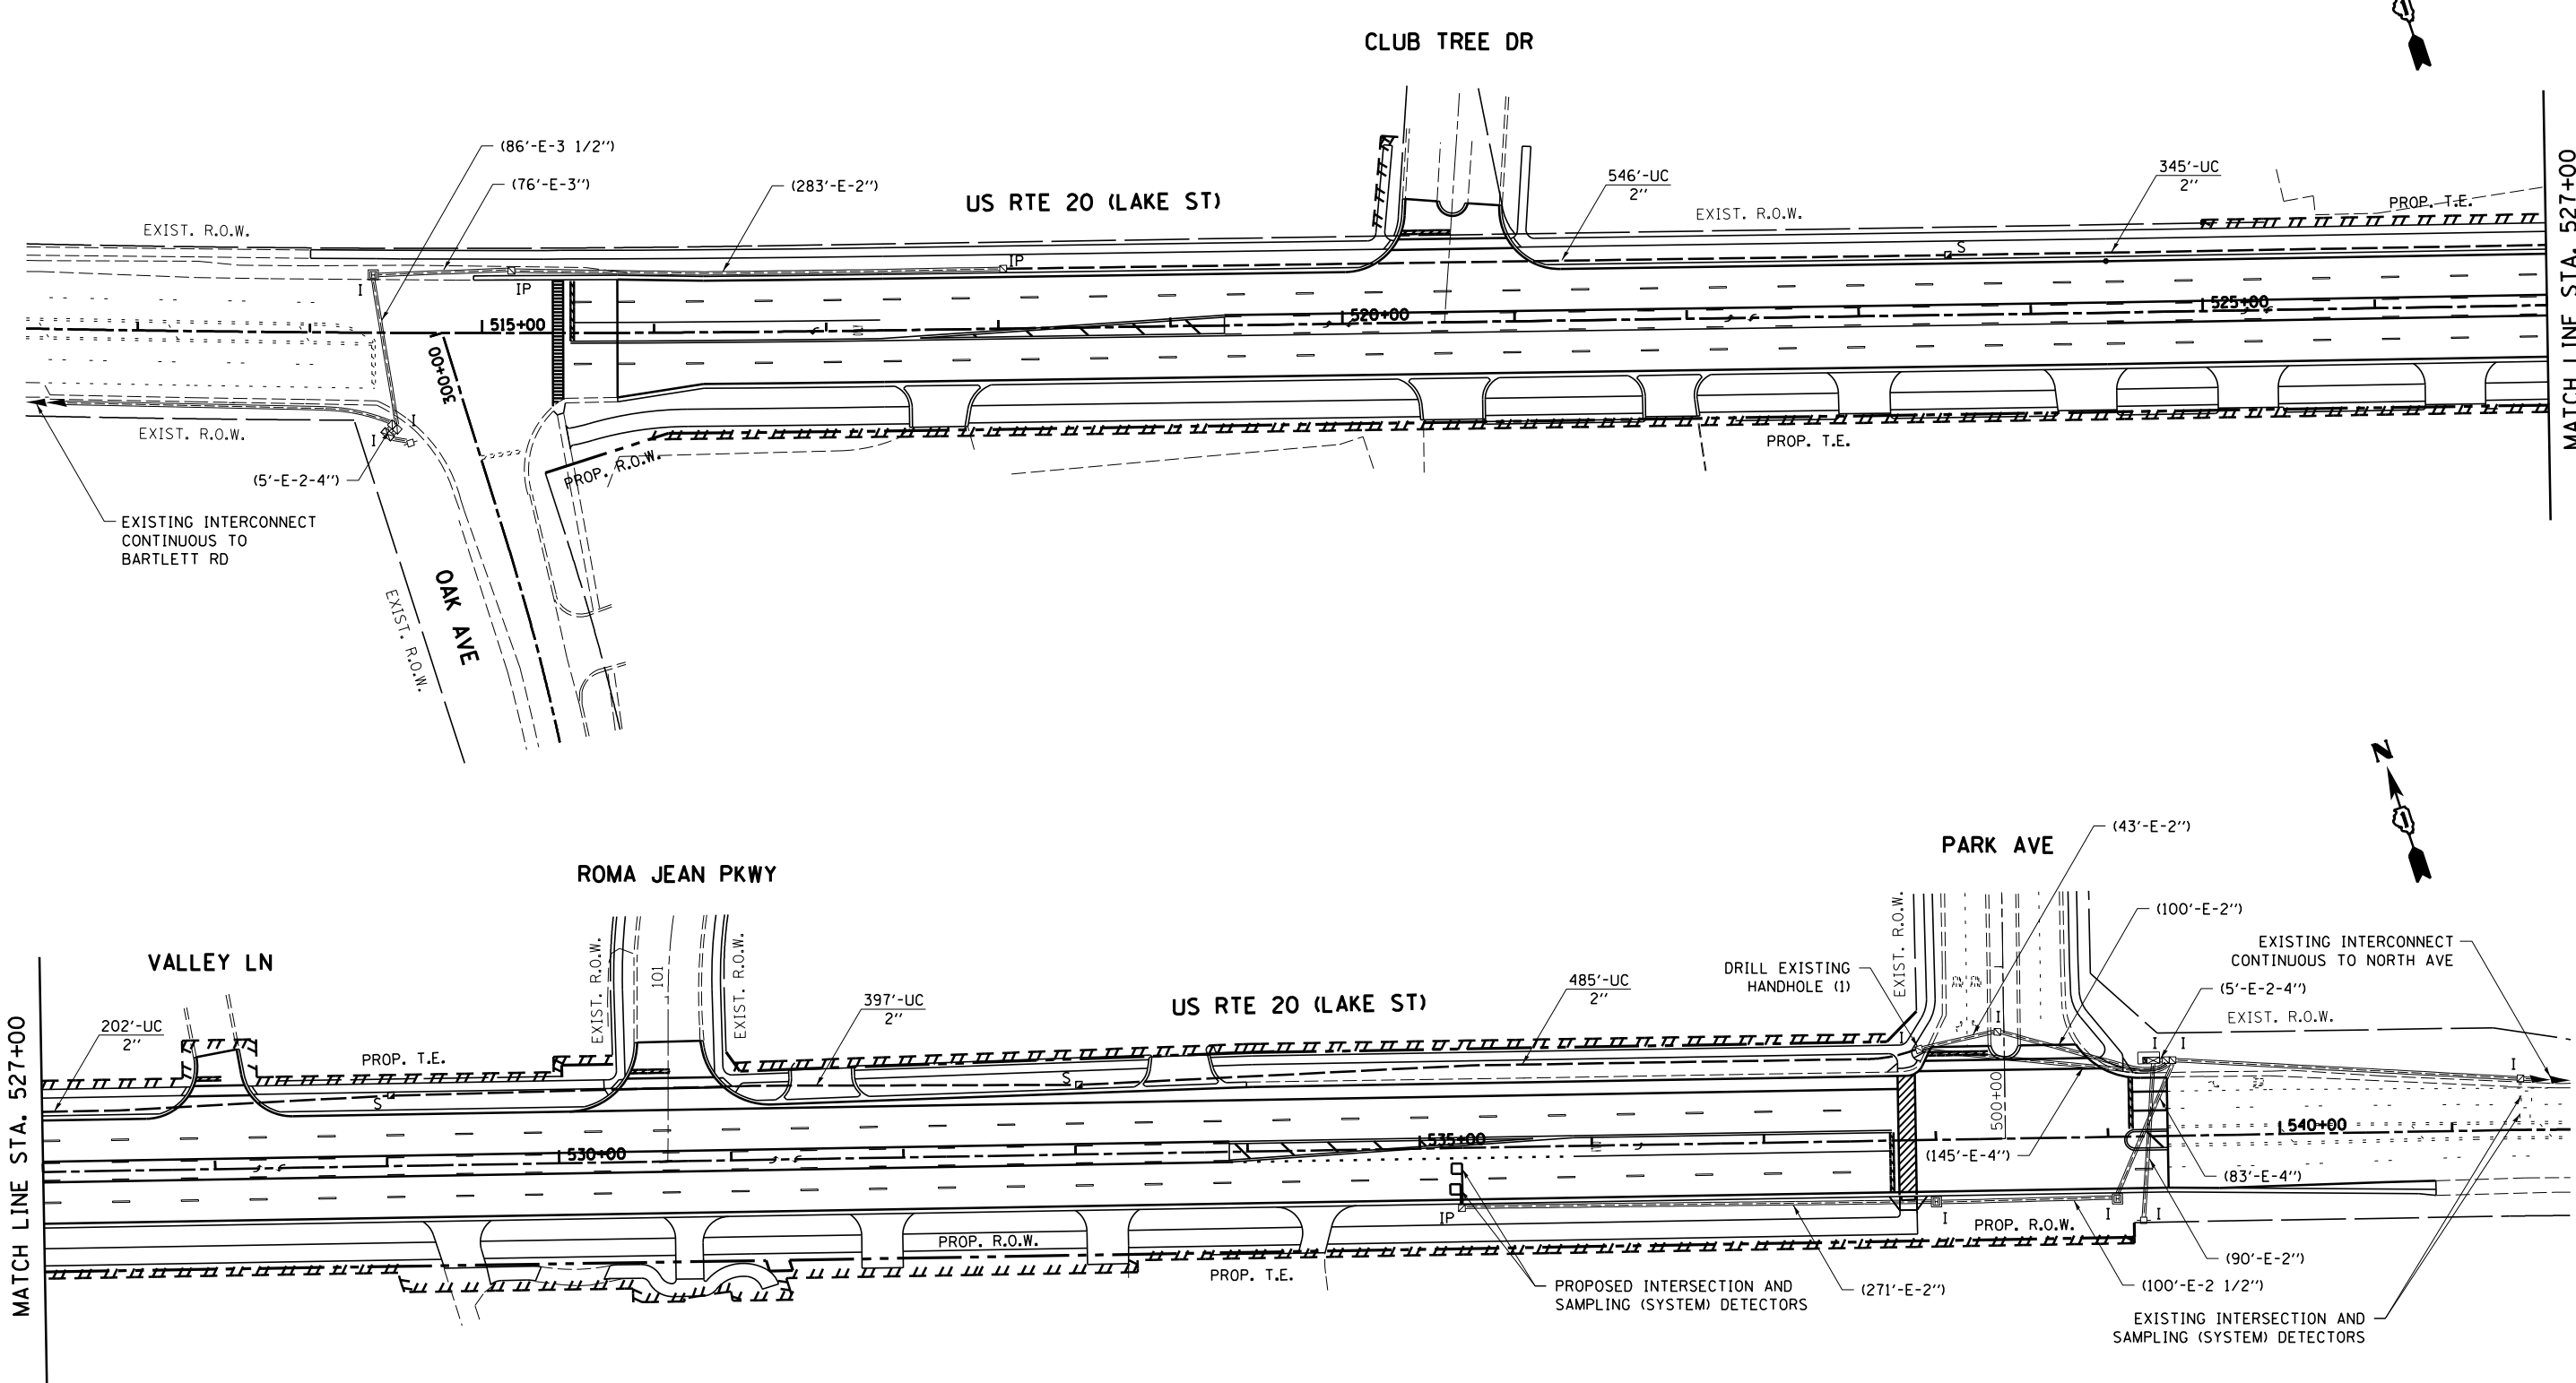 CLUB TREE DR
(86'-E-3 1/2")
(76'-E-3")
(283'-E-2")
US RTE 20 (LAKE ST)
546'-UC
2"
345'-UC
2"
EXIST. R.O.W.
EXIST. R.O.W.
PROP. T.E.
MATCH LINE STA. 527+00
I
IP
IP
S
515+00
520+00
525+00
300+00
I
I
EXIST. R.O.W.
(5'-E-2-4")
PROP. R.O.W.
PROP. T.E.
EXISTING INTERCONNECT
CONTINUOUS TO
BARTLETT RD
OAK AVE
EXIST. R.O.W.
N
MATCH LINE STA. 527+00
VALLEY LN
ROMA JEAN PKWY
US RTE 20 (LAKE ST)
PARK AVE
(43'-E-2")
(100'-E-2")
EXISTING INTERCONNECT
CONTINUOUS TO NORTH AVE
(5'-E-2-4")
EXIST. R.O.W.
DRILL EXISTING
HANDHOLE (1)
EXIST. R.O.W.
EXIST. R.O.W.
EXIST. R.O.W.
101
202'-UC
2"
PROP. T.E.
397'-UC
2"
485'-UC
2"
S
S
I
I
I
I
I
530+00
535+00
500+00
540+00
(145'-E-4")
(83'-E-4")
IP
I
I
I
PROP. R.O.W.
PROP. R.O.W.
PROP. T.E.
PROPOSED INTERSECTION AND
SAMPLING (SYSTEM) DETECTORS
(271'-E-2")
(90'-E-2")
(100'-E-2 1/2")
EXISTING INTERSECTION AND
SAMPLING (SYSTEM) DETECTORS